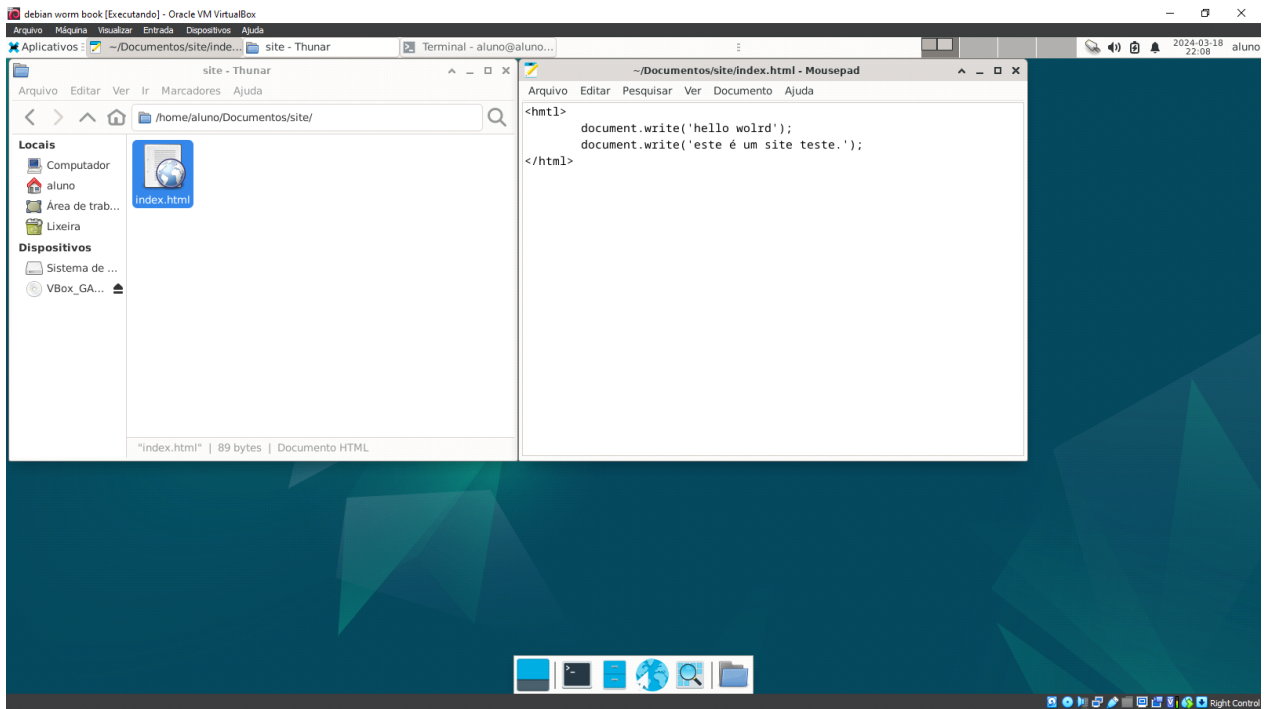 debian worm book [Executando] - Oracle VM VirtualBox
Arquivo Máquina Visualizar Entrada Dispositivos Ajuda
Aplicativos ~/Documentos/site/inde... site - Thunar Terminal - aluno@aluno... 2024-03-18 22:08 aluno
site - Thunar
Arquivo Editar Ver Ir Marcadores Ajuda
/home/aluno/Documentos/site/
Locais
Computador
aluno
Área de trab...
Lixeira
Dispositivos
Sistema de ...
VBox_GA...
index.html
"index.html" | 89 bytes | Documento HTML
~/Documentos/site/index.html - Mousepad
Arquivo Editar Pesquisar Ver Documento Ajuda
<hmtl>
document.write('hello wolrd');
document.write('este é um site teste.');
</html>
Right Control